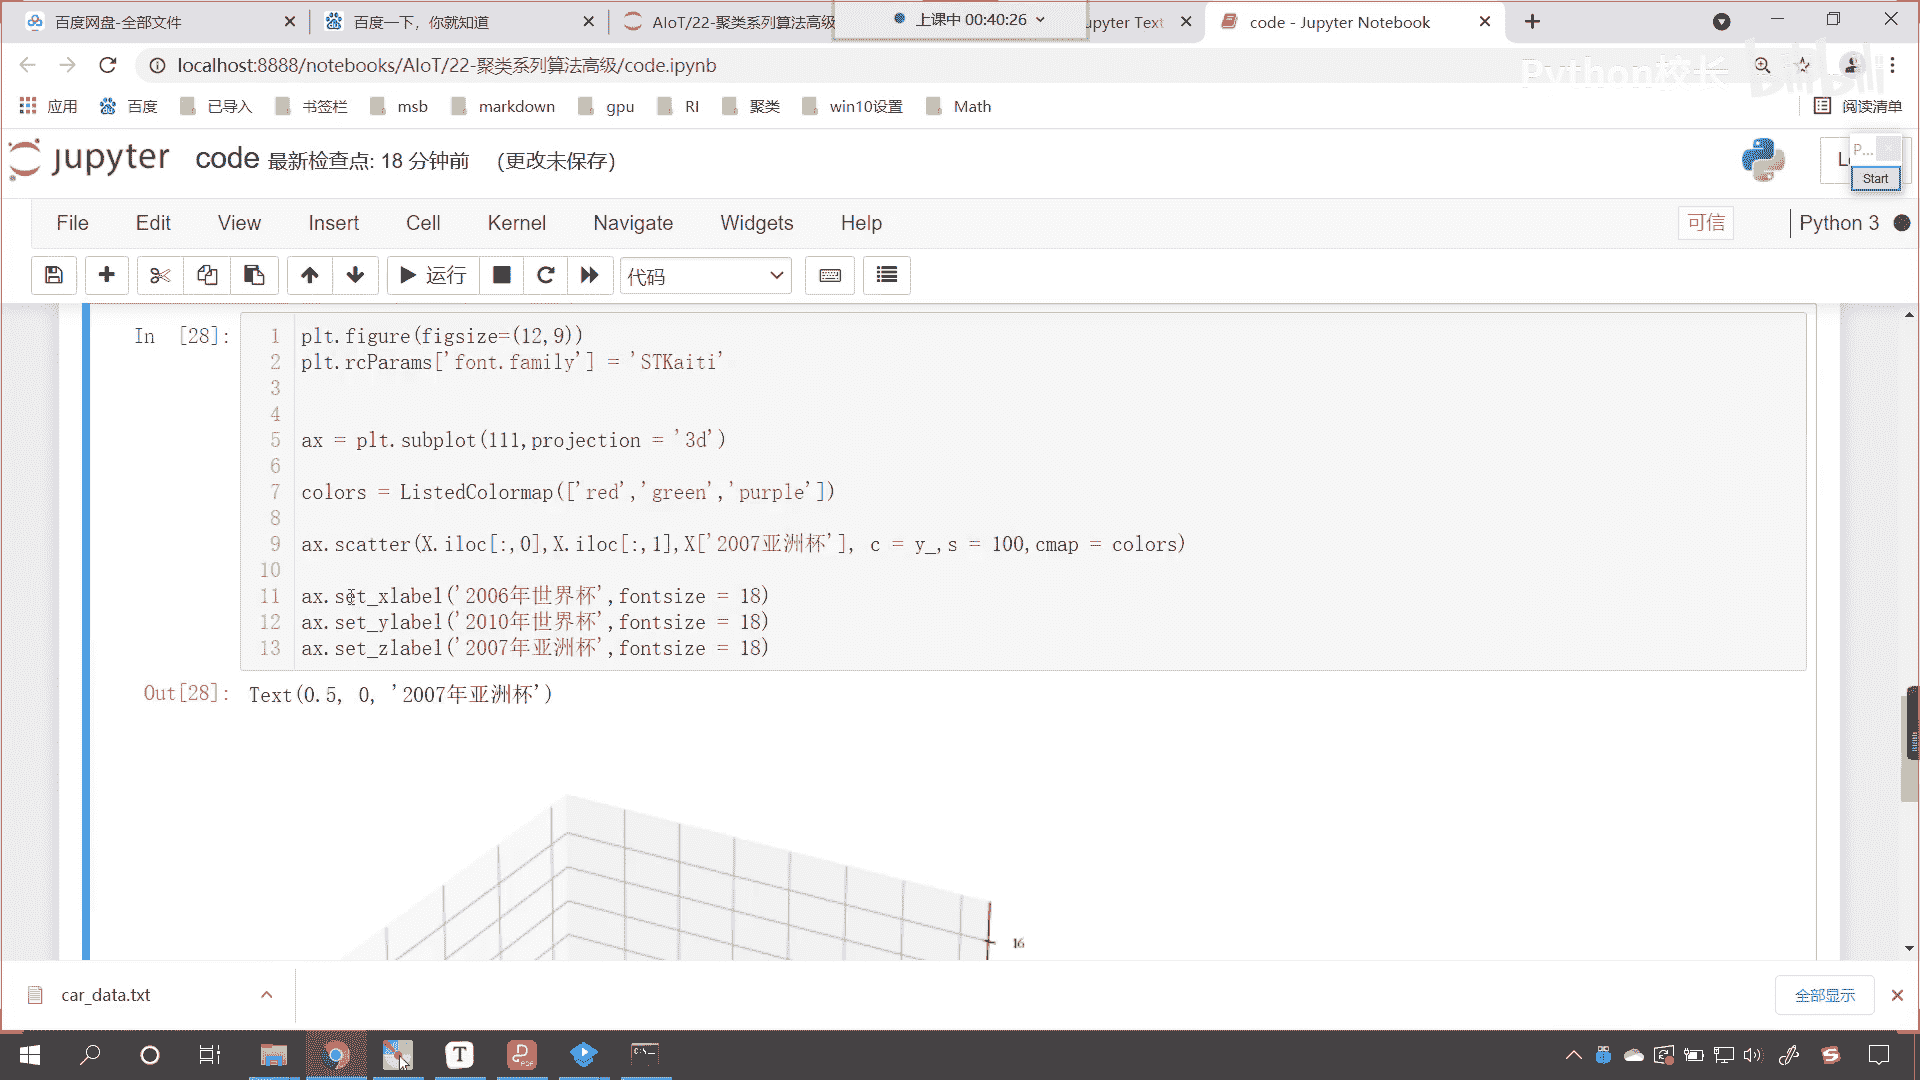 百度网盘-全部文件
百度一下，你就知道
AIoT/22-聚类系列算法高级
上课中 00:40:26
upyter Text
code - Jupyter Notebook
localhost:8888/notebooks/AIoT/22-聚类系列算法高级/code.ipynb
Python校长
bilibili
应用 百度 已导入 书签栏 msb markdown gpu RI 聚类 win10设置 Math 阅读清单
jupyter code 最新检查点: 18 分钟前 (更改未保存)
P...
Start
File Edit View Insert Cell Kernel Navigate Widgets Help 可信 Python 3
运行 代码
In [28]:
1 plt.figure(figsize=(12,9))
2 plt.rcParams['font.family'] = 'STKaiti'
3
4
5 ax = plt.subplot(111,projection = '3d')
6
7 colors = ListedColormap(['red','green','purple'])
8
9 ax.scatter(X.iloc[:,0],X.iloc[:,1],X['2007亚洲杯'], c = y_,s = 100,cmap = colors)
10
11 ax.set_xlabel('2006年世界杯',fontsize = 18)
12 ax.set_ylabel('2010年世界杯',fontsize = 18)
13 ax.set_zlabel('2007年亚洲杯',fontsize = 18)
Out[28]: Text(0.5, 0, '2007年亚洲杯')
16
car_data.txt
全部显示